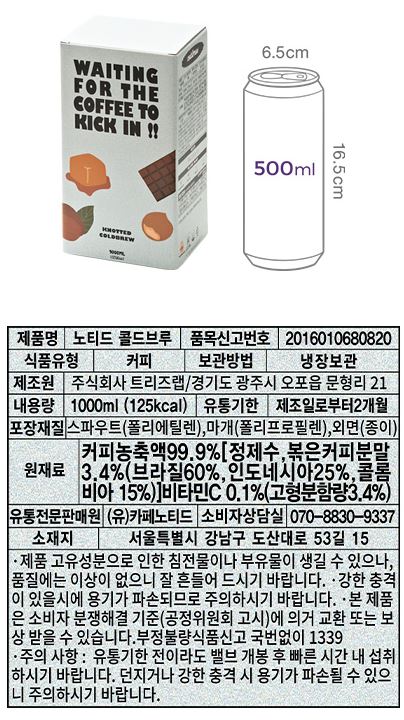 WAITING
FOR THE
COFFEE TO
KICK IN !!
KNOTTED
COLDBREW
1000ML
6.5cm
500ml
16.5cm
제품명 노티드 콜드브루 품목신고번호 2016010680820
식품유형 커피 보관방법 냉장보관
제조원 주식회사 트리즈랩/경기도 광주시 오포읍 문형리 21
내용량 1000ml (125kcal) 유통기한 제조일로부터2개월
포장재질 스파우트(폴리에틸렌),마개(폴리프로필렌),외면(종이)
원재료 커피농축액99.9%[정제수,볶은커피분말
3.4%(브라질60%,인도네시아25%,콜롬
비아 15%)]비타민C 0.1%(고형분함량3.4%)
유통전문판매원 (유)카페노티드 소비자상담실 070-8830-9337
소재지 서울특별시 강남구 도산대로 53길 15
·제품 고유성분으로 인한 침전물이나 부유물이 생길 수 있으나,
품질에는 이상이 없으니 잘 흔들어 드시기 바랍니다. ·강한 충격
이 있을시에 용기가 파손되므로 주의하시기 바랍니다. ·본 제품
은 소비자 분쟁해결 기준(공정위원회 고시)에 의거 교환 또는 보
상 받을 수 있습니다.부정불량식품신고 국번없이 1339
·주의 사항 : 유통기한 전이라도 밸브 개봉 후 빠른 시간 내 섭취
하시기 바랍니다. 던지거나 강한 충격 시 용기가 파손될 수 있으
니 주의하시기 바랍니다.